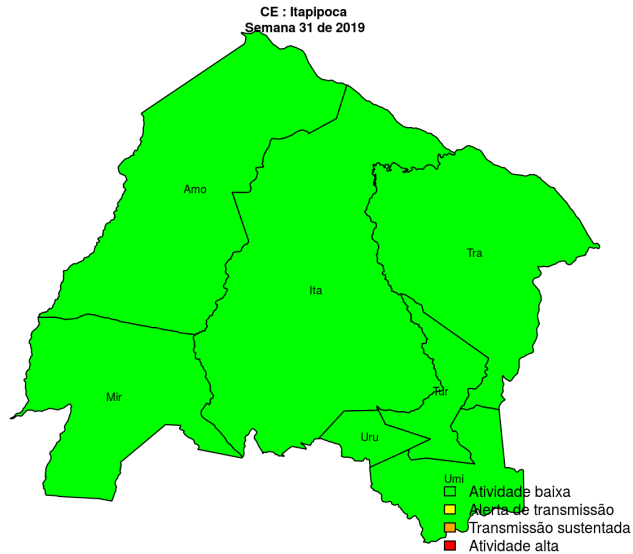 CE : Itapipoca
Semana 31 de 2019
Amo
Tra
Ita
Mir
Tur
Uru
Umi
Atividade baixa
Alerta de transmissão
Transmissão sustentada
Atividade alta